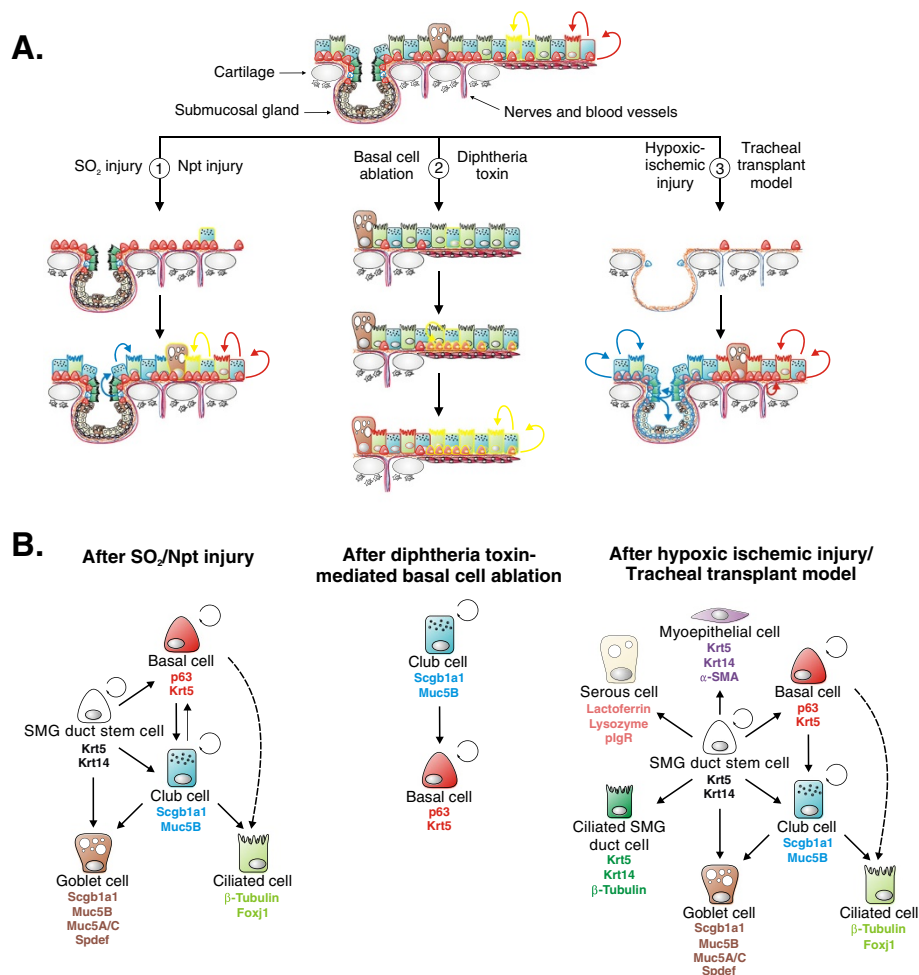 A.
Cartilage
Submucosal gland
Nerves and blood vessels
SO2 injury 1 Npt injury
Basal cell ablation 2 Diphtheria toxin
Hypoxic-ischemic injury 3 Tracheal transplant model
B.
After SO2/Npt injury
Basal cell
p63
Krt5
SMG duct stem cell
Krt5
Krt14
Club cell
Scgb1a1
Muc5B
Goblet cell
Scgb1a1
Muc5B
Muc5A/C
Spdef
Ciliated cell
β-Tubulin
Foxj1
After diphtheria toxin-
mediated basal cell ablation
Club cell
Scgb1a1
Muc5B
Basal cell
p63
Krt5
After hypoxic ischemic injury/
Tracheal transplant model
Myoepithelial cell
Krt5
Krt14
α-SMA
Serous cell
Lactoferrin
Lysozyme
pIgR
Basal cell
p63
Krt5
SMG duct stem cell
Krt5
Krt14
Ciliated SMG
duct cell
Krt5
Krt14
β-Tubulin
Club cell
Scgb1a1
Muc5B
Goblet cell
Scgb1a1
Muc5B
Muc5A/C
Spdef
Ciliated cell
β-Tubulin
Foxj1